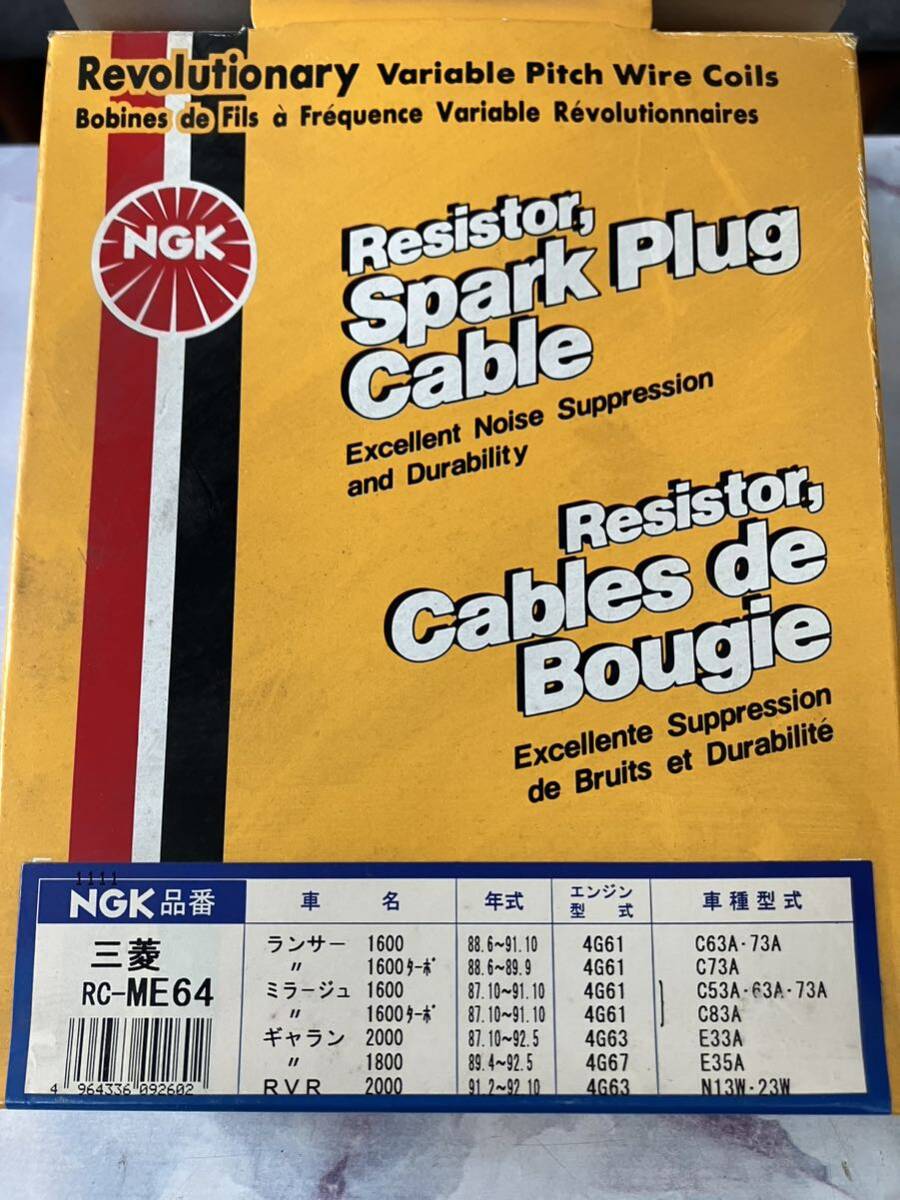 Revolutionary Variable Pitch Wire Coils
Bobines de Fils à Fréquence Variable Révolutionnaires
NGK
Resistor,
Spark Plug
Cable
Excellent Noise Suppression
and Durability
Resistor,
Cables de
Bougie
Excellente Suppression
de Bruits et Durabilité
1111
NGK品番 車名 年式 エンジン型式 車種型式
三菱
RC-ME64
ランサー 1600 88.6~91.10 4G61 C63A·73A
〃 1600ターボ 88.6~89.9 4G61 C73A
ミラージュ 1600 87.10~91.10 4G61 C53A·63A·73A
〃 1600ターボ 87.10~91.10 4G61 C83A
ギャラン 2000 87.10~92.5 4G63 E33A
〃 1800 89.4~92.5 4G67 E35A
RVR 2000 91.2~92.10 4G63 N13W·23W
4 964336 092602